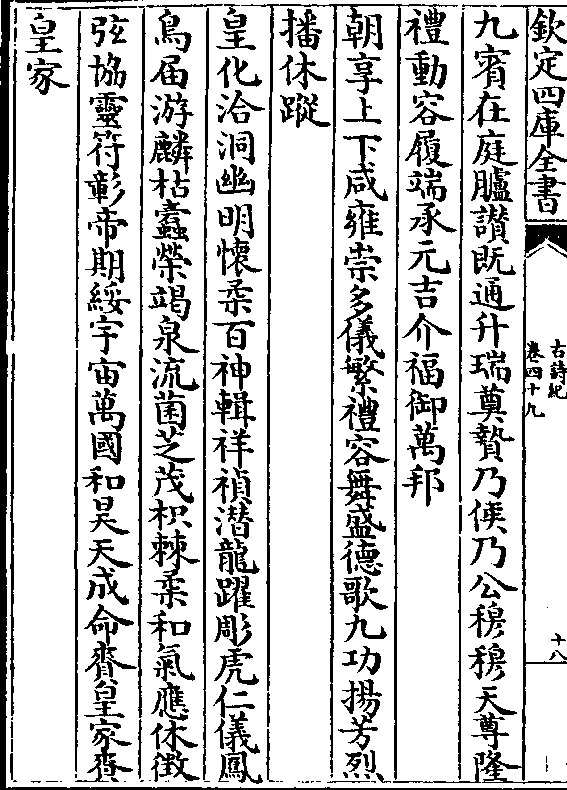 欽定四庫全書
古詩紀
卷四十九
十八
九賓在庭臚讃既通升瑞奠贄乃侯乃公穆穆天尊隆
禮動容履端承元吉介福御萬邦
朝享上下咸雍崇多儀繁禮容舞盛德歌九功揚芳烈
播休蹤
皇化洽洞幽明懷柔百神輯祥禎潛龍躍彫虎仁儀鳳
鳥届游麟枯蠹榮竭泉流菌芝茂枳棘柔和氣應休徴
弦協靈符彰帝期綏宇宙萬國和昊天成命賚皇家賚
皇家